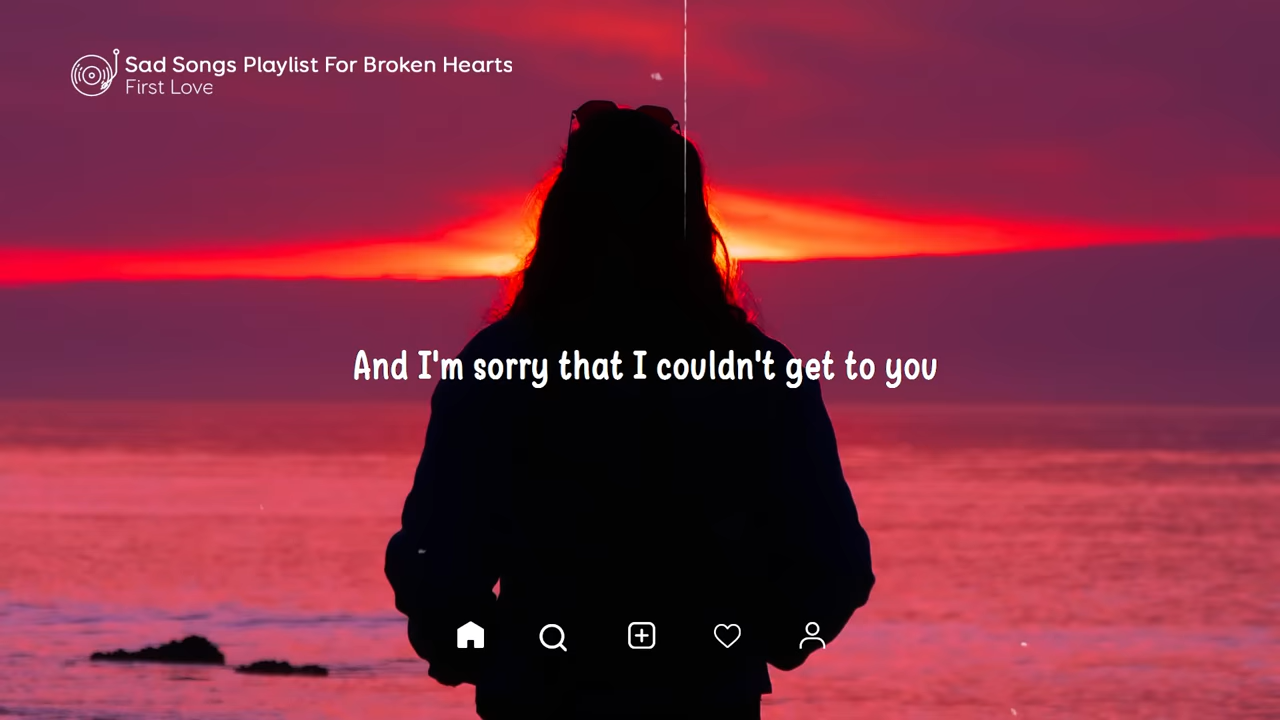 Sad Songs Playlist For Broken Hearts
First Love
And I'm sorry that I couldn't get to you